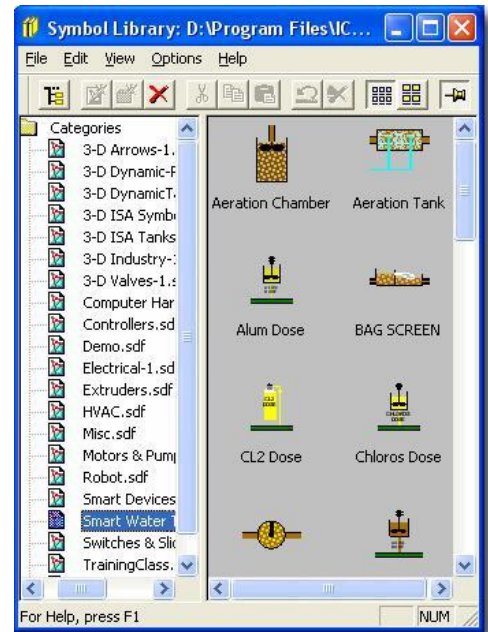 Symbol Library: D:\Program Files\IC...
File Edit View Options Help
Categories
3-D Arrows-1.
3-D Dynamic-F
3-D DynamicT
3-D ISA Symb
3-D ISA Tanks
3-D Industry-
3-D Valves-1.s
Computer Har
Controllers.sd
Demo.sdf
Electrical-1.sd
Extruders.sdf
HVAC.sdf
Misc.sdf
Motors & Pum
Robot.sdf
Smart Devices
Smart Water T
Switches & Slid
TrainingClass.
Aeration Chamber Aeration Tank
Alum Dose BAG SCREEN
CL2
DOSE
CL2 Dose Chloros Dose
For Help, press F1 NUM